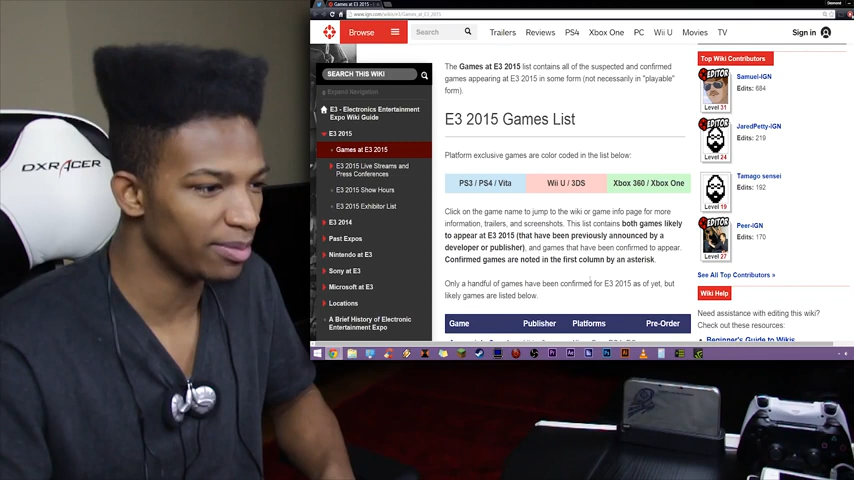 DXRACER
Desmond
Games at E3 2015
www.ign.com/wikis/e3/Games_at_E3_2015
Browse
Search
Trailers
Reviews
PS4
Xbox One
PC
Wii U
Movies
TV
Sign in
SEARCH THIS WIKI
Expand Navigation
E3 - Electronics Entertainment
Expo Wiki Guide
E3 2015
Games at E3 2015
E3 2015 Live Streams and
Press Conferences
E3 2015 Show Hours
E3 2015 Exhibitor List
E3 2014
Past Expos
Nintendo at E3
Sony at E3
Microsoft at E3
Locations
A Brief History of Electronic
Entertainment Expo
The Games at E3 2015 list contains all of the suspected and confirmed
games appearing at E3 2015 in some form (not necessarily in "playable"
form).
E3 2015 Games List
Platform exclusive games are color coded in the list below:
PS3 / PS4 / Vita
Wii U / 3DS
Xbox 360 / Xbox One
Click on the game name to jump to the wiki or game info page for more
information, trailers, and screenshots. This list contains both games likely
to appear at E3 2015 (that have been previously announced by a
developer or publisher), and games that have been confirmed to appear.
Confirmed games are noted in the first column by an asterisk.
Only a handful of games have been confirmed for E3 2015 as of yet, but
likely games are listed below.
Game
Publisher
Platforms
Pre-Order
Top Wiki Contributors
EDITOR
Level 31
Samuel-IGN
Edits: 684
EDITOR
Level 24
JaredPetty-IGN
Edits: 219
Level 19
Tamago sensei
Edits: 192
EDITOR
Level 27
Peer-IGN
Edits: 170
See All Top Contributors »
Wiki Help
Need assistance with editing this wiki?
Check out these resources:
Beginner's Guide to Wikis